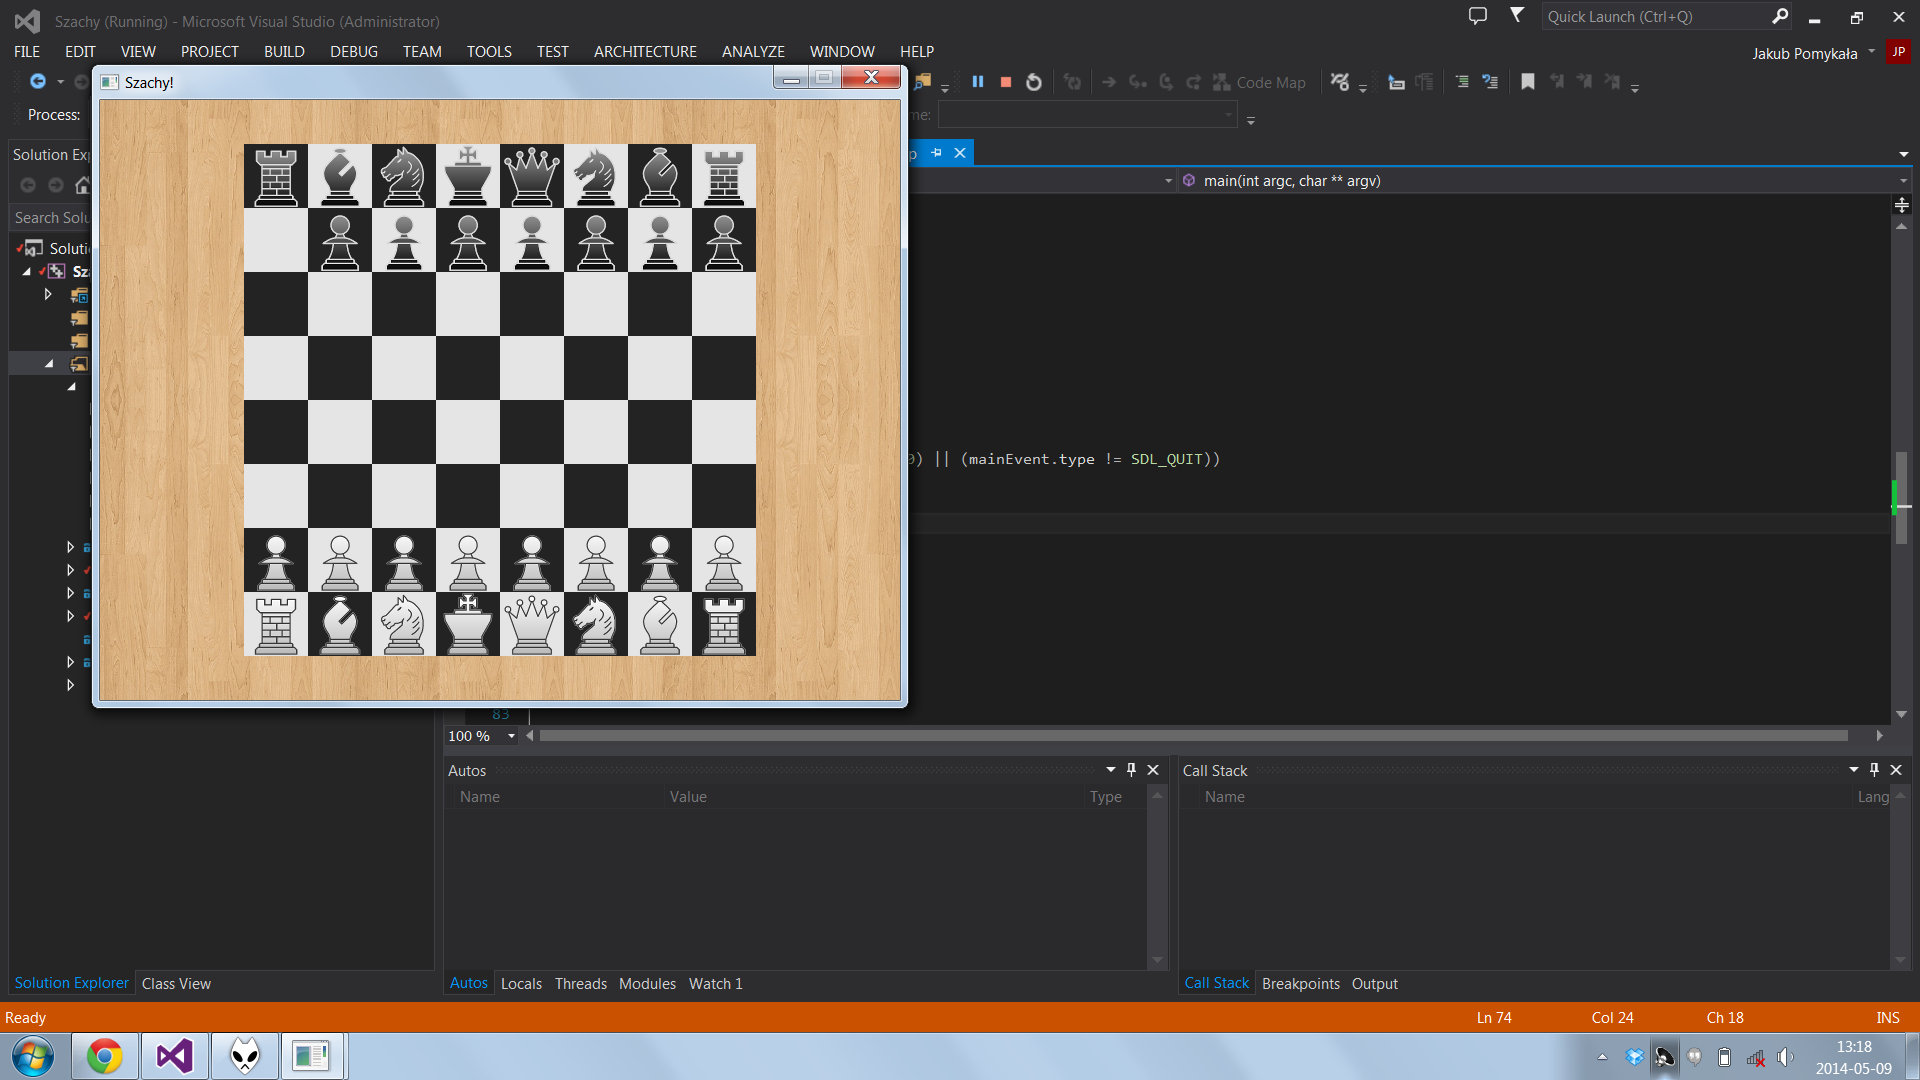 Szachy (Running) - Microsoft Visual Studio (Administrator)
Quick Launch (Ctrl+Q)
FILE EDIT VIEW PROJECT BUILD DEBUG TEAM TOOLS TEST ARCHITECTURE ANALYZE WINDOW HELP
Jakub Pomykała JP
Szachy!
Code Map
Process:
Solution
main(int argc, char ** argv)
Search
|| (mainEvent.type != SDL_QUIT))
83
100 %
Autos
Name Value Type
Call Stack
Name Lang
Solution Explorer Class View
Autos Locals Threads Modules Watch 1
Call Stack Breakpoints Output
Ready
Ln 74 Col 24 Ch 18 INS
13:18
2014-05-09